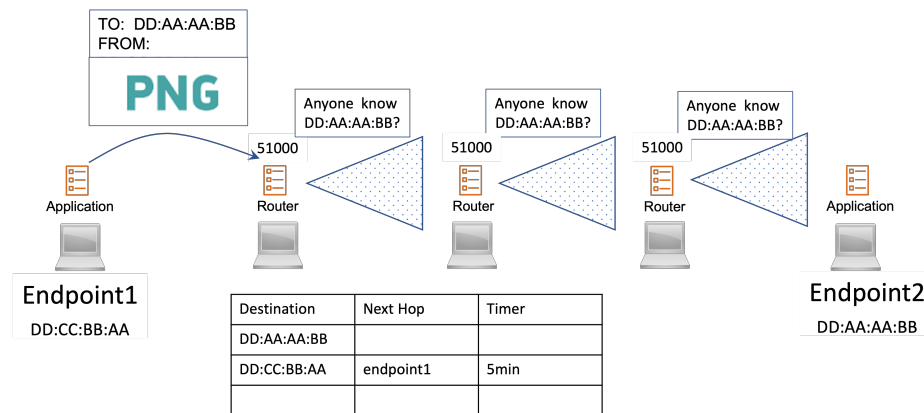 TO: DD:AA:AA:BB
FROM:
PNG
Anyone know
DD:AA:AA:BB?
Anyone know
DD:AA:AA:BB?
Anyone know
DD:AA:AA:BB?
51000
51000
51000
Application
Router
Router
Router
Application
Endpoint1
DD:CC:BB:AA
Endpoint2
DD:AA:AA:BB
Destination Next Hop Timer
DD:AA:AA:BB
DD:CC:BB:AA endpoint1 5min